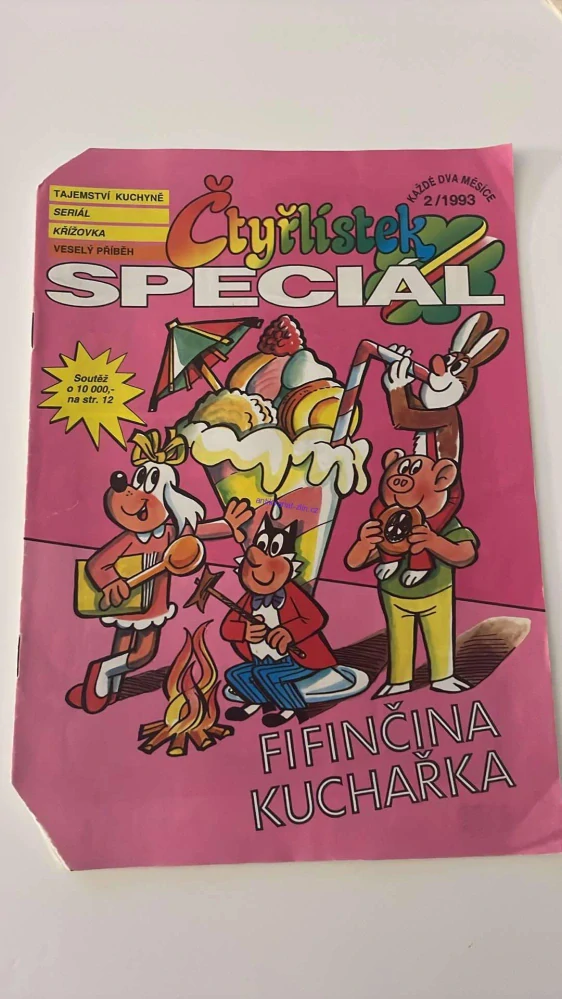 TAJEMSTVÍ KUCHYNĚ
SERIÁL
KŘÍŽOVKA
VESELÝ PŘÍBĚH
KAŽDÉ DVA MĚSÍCE
2/1993
Čtyřlístek
SPECIÁL
Soutěž
o 10 000,-
na str. 12
FIFINČINA
KUCHAŘKA